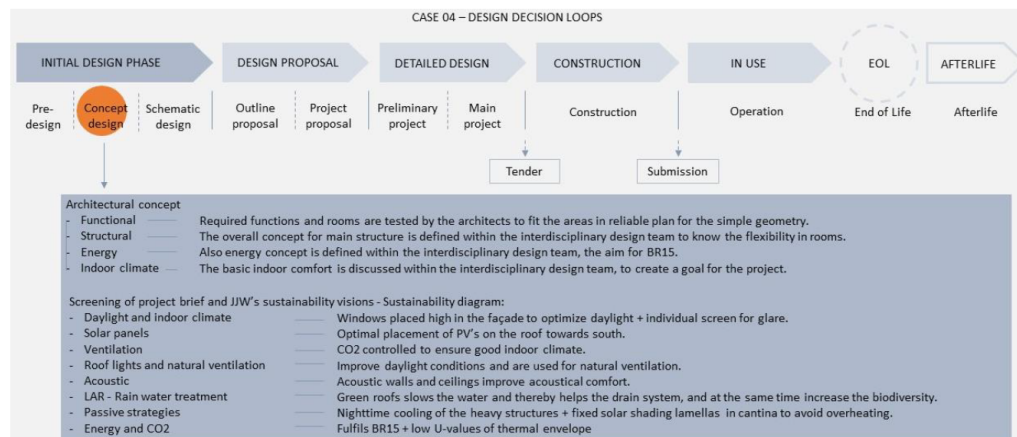 CASE 04 – DESIGN DECISION LOOPS
INITIAL DESIGN PHASE
DESIGN PROPOSAL
DETAILED DESIGN
CONSTRUCTION
IN USE
EOL
AFTERLIFE
Pre-
design
Concept
design
Schematic
design
Outline
proposal
Project
proposal
Preliminary
project
Main
project
Construction
Operation
End of Life
Afterlife
Tender
Submission
Architectural concept
- Functional Required functions and rooms are tested by the architects to fit the areas in reliable plan for the simple geometry.
- Structural The overall concept for main structure is defined within the interdisciplinary design team to know the flexibility in rooms.
- Energy Also energy concept is defined within the interdisciplinary design team, the aim for BR15.
- Indoor climate The basic indoor comfort is discussed within the interdisciplinary design team, to create a goal for the project.
Screening of project brief and JJW's sustainability visions - Sustainability diagram:
- Daylight and indoor climate Windows placed high in the façade to optimize daylight + individual screen for glare.
- Solar panels Optimal placement of PV's on the roof towards south.
- Ventilation CO2 controlled to ensure good indoor climate.
- Roof lights and natural ventilation Improve daylight conditions and are used for natural ventilation.
- Acoustic Acoustic walls and ceilings improve acoustical comfort.
- LAR - Rain water treatment Green roofs slows the water and thereby helps the drain system, and at the same time increase the biodiversity.
- Passive strategies Nighttime cooling of the heavy structures + fixed solar shading lamellas in cantina to avoid overheating.
- Energy and CO2 Fulfils BR15 + low U-values of thermal envelope